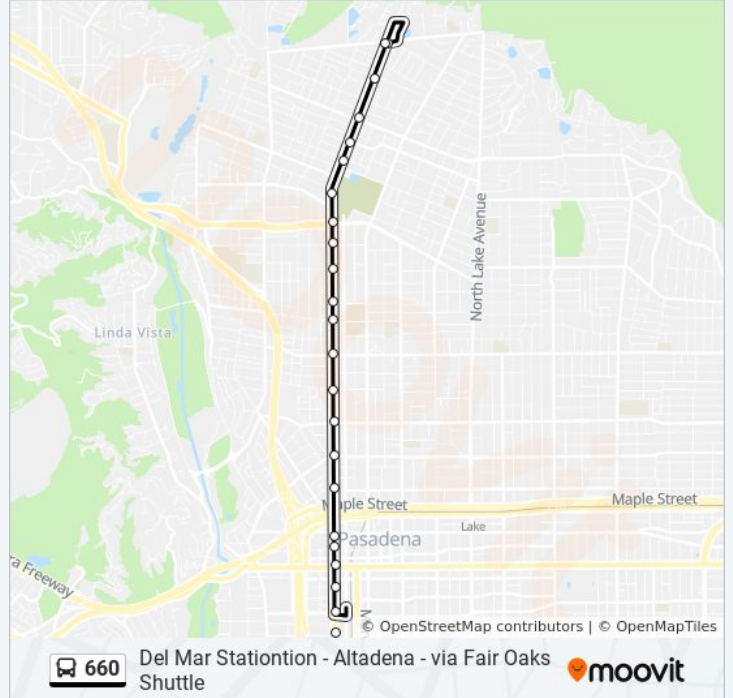 North Lake Avenue
Linda Vista
Maple Street
Maple Street
Lake
Pasadena
ra Freeway
© OpenStreetMap contributors | © OpenMapTiles
660
Del Mar Stationtion - Altadena - via Fair Oaks
Shuttle
moovit